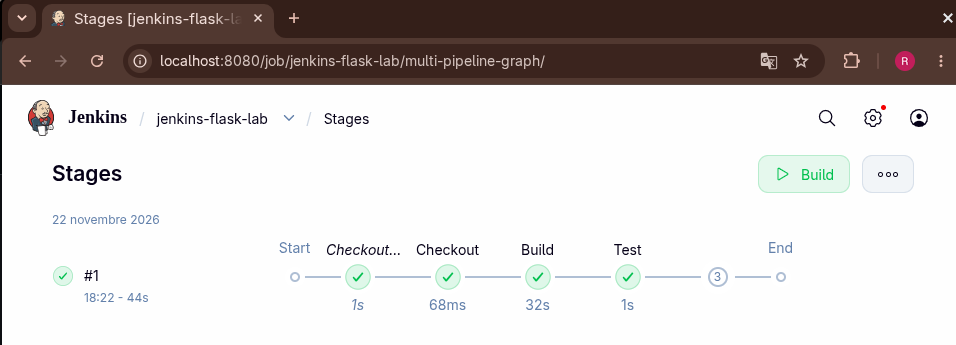 Stages [jenkins-flask-la
localhost:8080/job/jenkins-flask-lab/multi-pipeline-graph/
R
Jenkins / jenkins-flask-lab / Stages
Stages
Build
22 novembre 2026
Start Checkout... Checkout Build Test End
#1
3
18:22 - 44s
1s 68ms 32s 1s